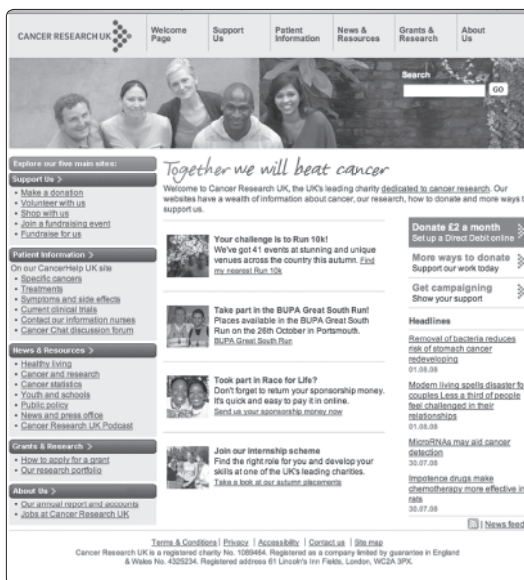 CANCER RESEARCH UK
Welcome Page
Support Us
Patient Information
News & Resources
Grants & Research
About Us
Search
GO
Explore our five main sites:
Support Us >
• Make a donation
• Volunteer with us
• Shop with us
• Join a fundraising event
• Fundraise for us
Patient Information >
On our CancerHelp UK site
• Specific cancers
• Treatments
• Symptoms and side effects
• Current clinical trials
• Contact our information nurses
• Cancer Chat discussion forum
News & Resources >
• Healthy living
• Cancer and research
• Cancer statistics
• Youth and schools
• Public policy
• News and press office
• Cancer Research UK Podcast
Grants & Research >
• How to apply for a grant
• Our research portfolio
About Us >
• Our annual report and accounts
• Jobs at Cancer Research UK
Together we will beat cancer
Welcome to Cancer Research UK, the UK's leading charity dedicated to cancer research. Our
websites have a wealth of information about cancer, our research, how to donate and more ways t
support us.
Your challenge is to Run 10k!
We've got 41 events at stunning and unique
venues across the country this autumn. Find
my nearest Run 10k
Take part in the BUPA Great South Run!
Places available in the BUPA Great South
Run on the 26th October in Portsmouth.
BUPA Great South Run
Took part in Race for Life?
Don't forget to return your sponsorship money.
It's quick and easy to pay it in online.
Send us your sponsorship money now
Join our internship scheme
Find the right role for you and develop your
skills at one of the UK's leading charities.
Take a look at our autumn placements
Donate £2 a month
Set up a Direct Debit online
More ways to donate
Support our work today
Get campaigning
Show your support
Headlines
Removal of bacteria reduces
risk of stomach cancer
redeveloping
01.08.08
Modern living spells disaster fo
couples Less a third of people
feel challenged in their
relationships
01.08.08
MicroRNAs may aid cancer
detection
30.07.08
Impotence drugs make
chemotherapy more effective in
rats
30.07.08
News feed
Terms & Conditions | Privacy | Accessibility | Contact us | Site map
Cancer Research UK is a registered charity No. 1089464. Registered as a company limited by guarantee in England
& Wales No. 4325234. Registered address 61 Lincoln's Inn Fields, London, WC2A 3PX.